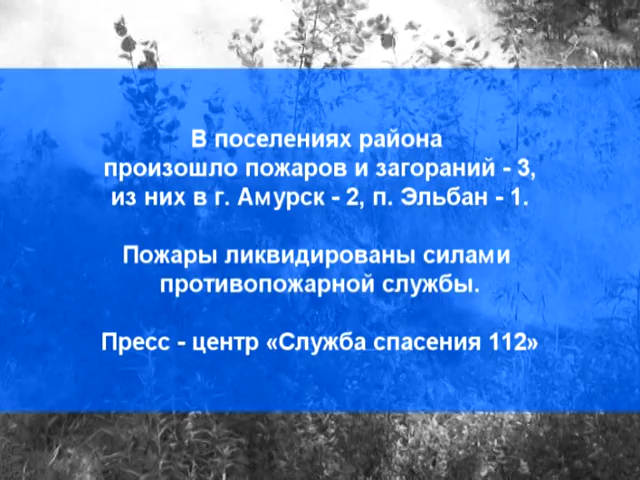 В поселениях района
произошло пожаров и загораний - 3,
из них в г. Амурск - 2, п. Эльбан - 1.
Пожары ликвидированы силами
противопожарной службы.
Пресс - центр «Служба спасения 112»